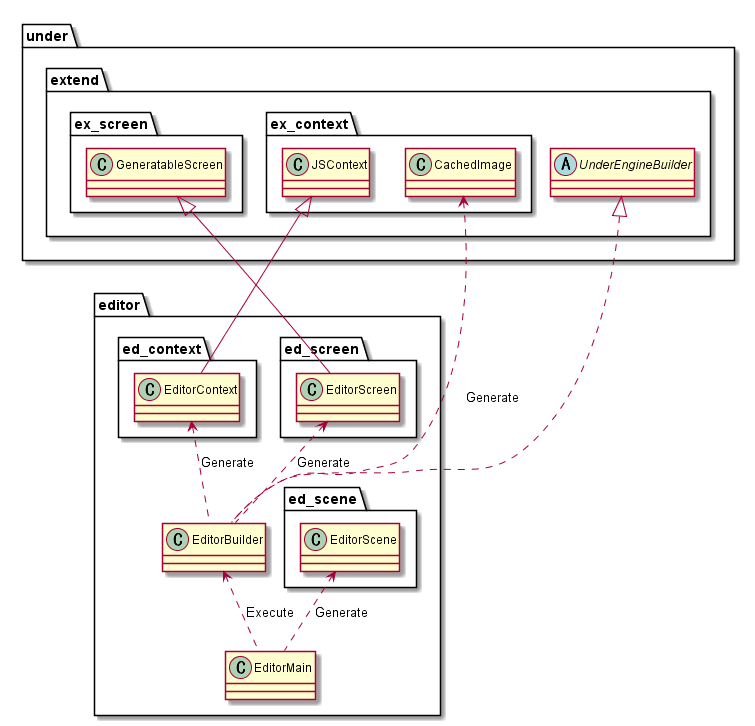 under
extend
ex_screen
ex_context
C GeneratableScreen
C JSContext
C CachedImage
A UnderEngineBuilder
editor
ed_context
ed_screen
C EditorContext
C EditorScreen
Generate
Generate
Generate
ed_scene
C EditorBuilder
C EditorScene
Execute
Generate
C EditorMain